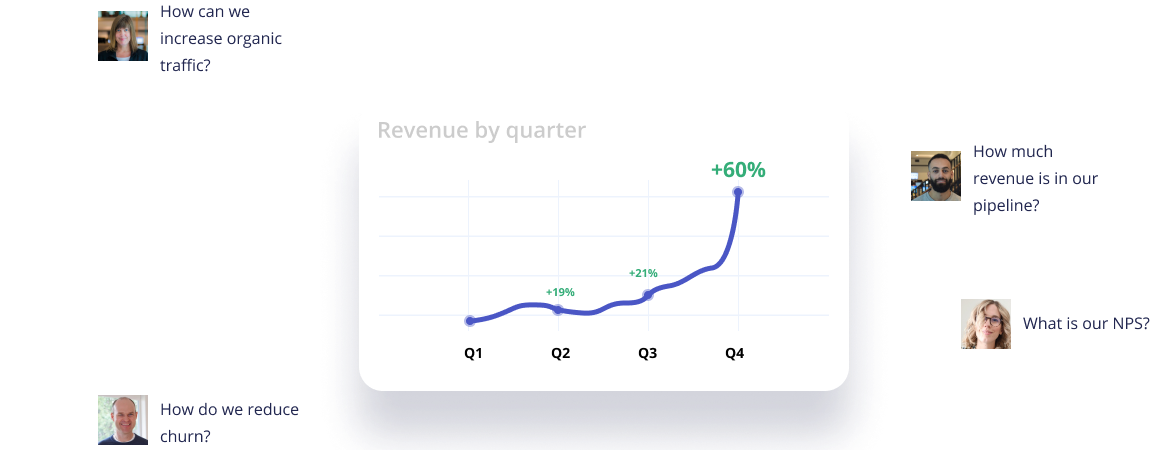 How can we
increase organic
traffic?
Revenue by quarter
+60%
How much
revenue is in our
pipeline?
+21%
+19%
What is our NPS?
Q1 Q2 Q3 Q4
How do we reduce
churn?